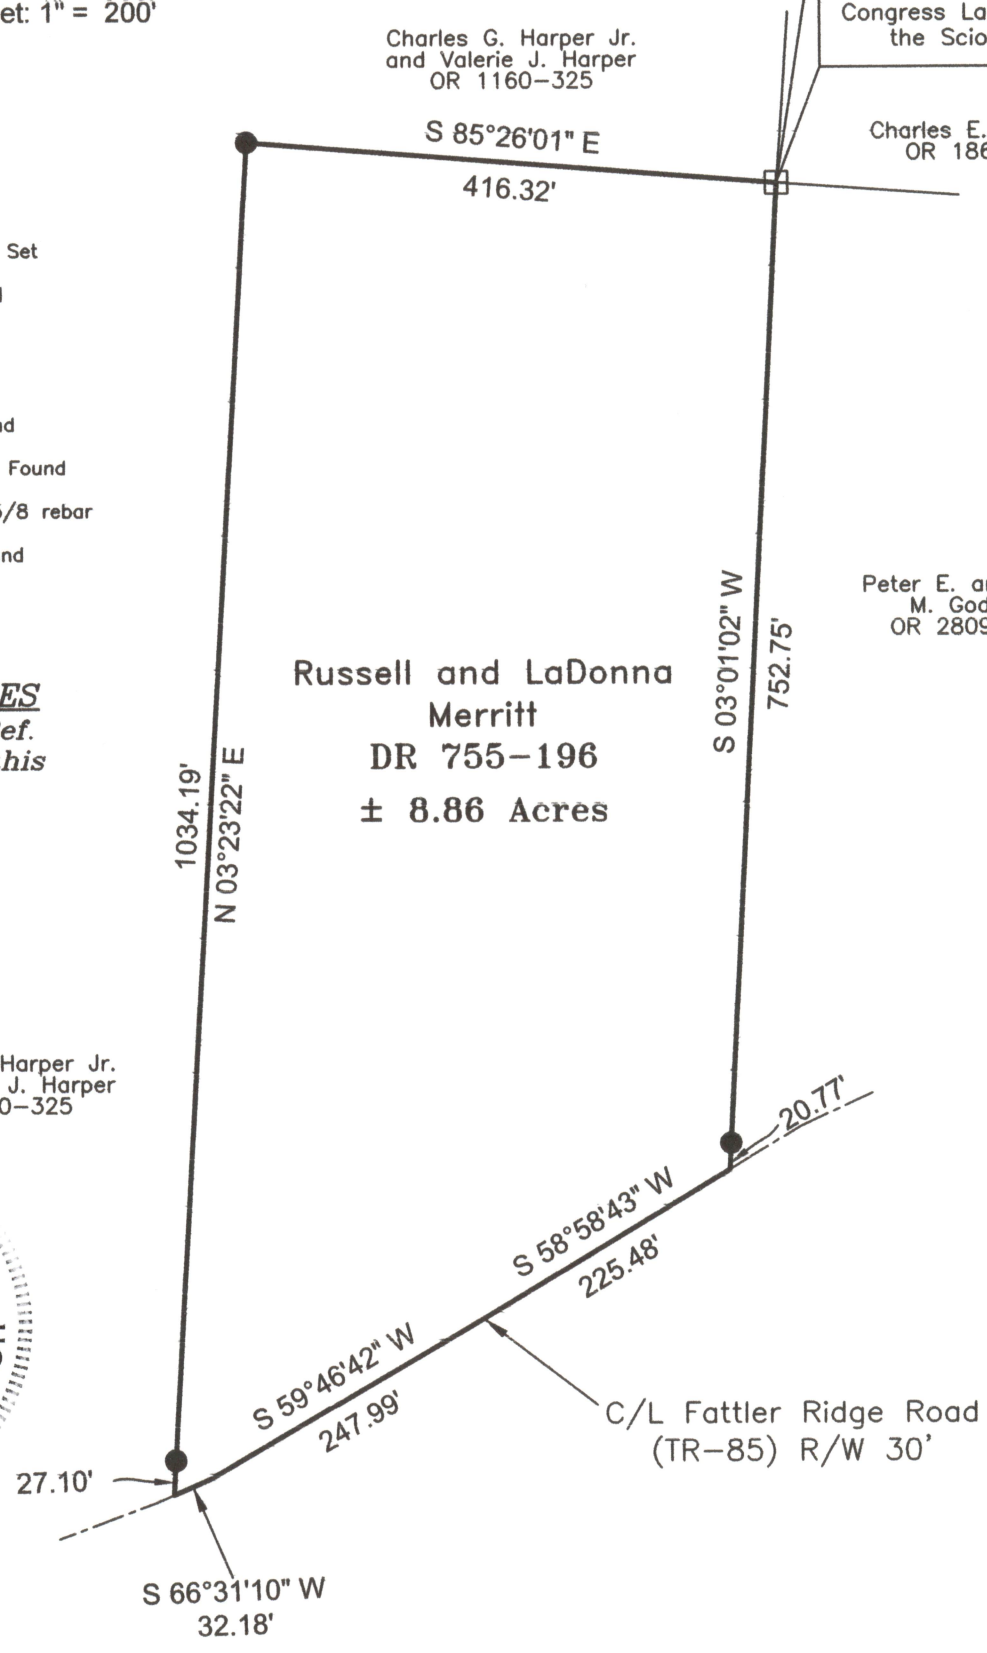 et: 1" = 200'
Charles G. Harper Jr.
and Valerie J. Harper
OR 1160-325
Congress La
the Scio
S 85°26'01" E
416.32'
Charles E.
OR 186
Set
nd
Found
5/8 rebar
nd
Peter E. a
M. God
OR 2809
S 03°01'02" W
752.75'
Russell and LaDonna
Merritt
DR 755-196
± 8.86 Acres
ES
ef.
his
1034.19'
N 03°23'22" E
Harper Jr.
J. Harper
0-325
20.77'
S 58°58'43" W
225.48'
S 59°46'42" W
247.99'
C/L Fattler Ridge Road
(TR-85) R/W 30'
27.10'
S 66°31'10" W
32.18'